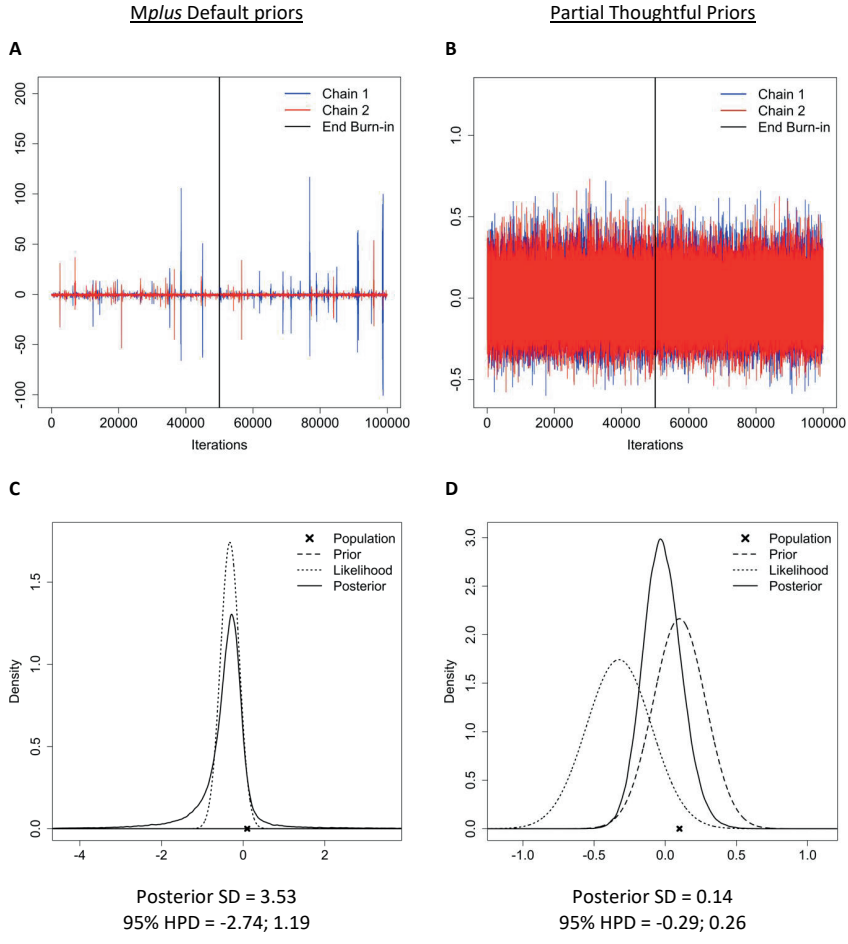 Mplus Default priors
Partial Thoughtful Priors
A
200
150
100
50
0
-50
-100
Chain 1
Chain 2
End Burn-in
0 20000 40000 60000 80000 100000
Iterations
B
1.0
0.5
0.0
-0.5
Chain 1
Chain 2
End Burn-in
0 20000 40000 60000 80000 100000
Iterations
C
Density
1.5
1.0
0.5
0.0
Population
Prior
Likelihood
Posterior
-4 -2 0 2
Posterior SD = 3.53
95% HPD = -2.74; 1.19
D
Density
3.0
2.5
2.0
1.5
1.0
0.5
0.0
Population
Prior
Likelihood
Posterior
-1.0 -0.5 0.0 0.5 1.0
Posterior SD = 0.14
95% HPD = -0.29; 0.26